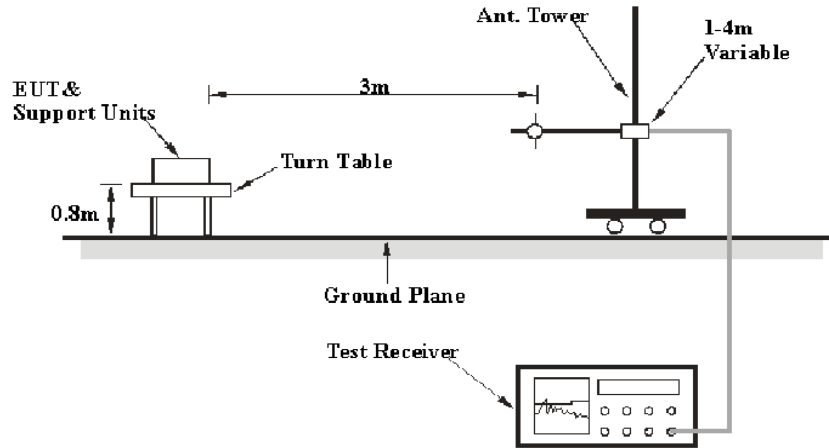 Ant. Tower
1-4m
Variable
3m
EUT&
Support Units
Turn Table
0.8m
Ground Plane
Test Receiver